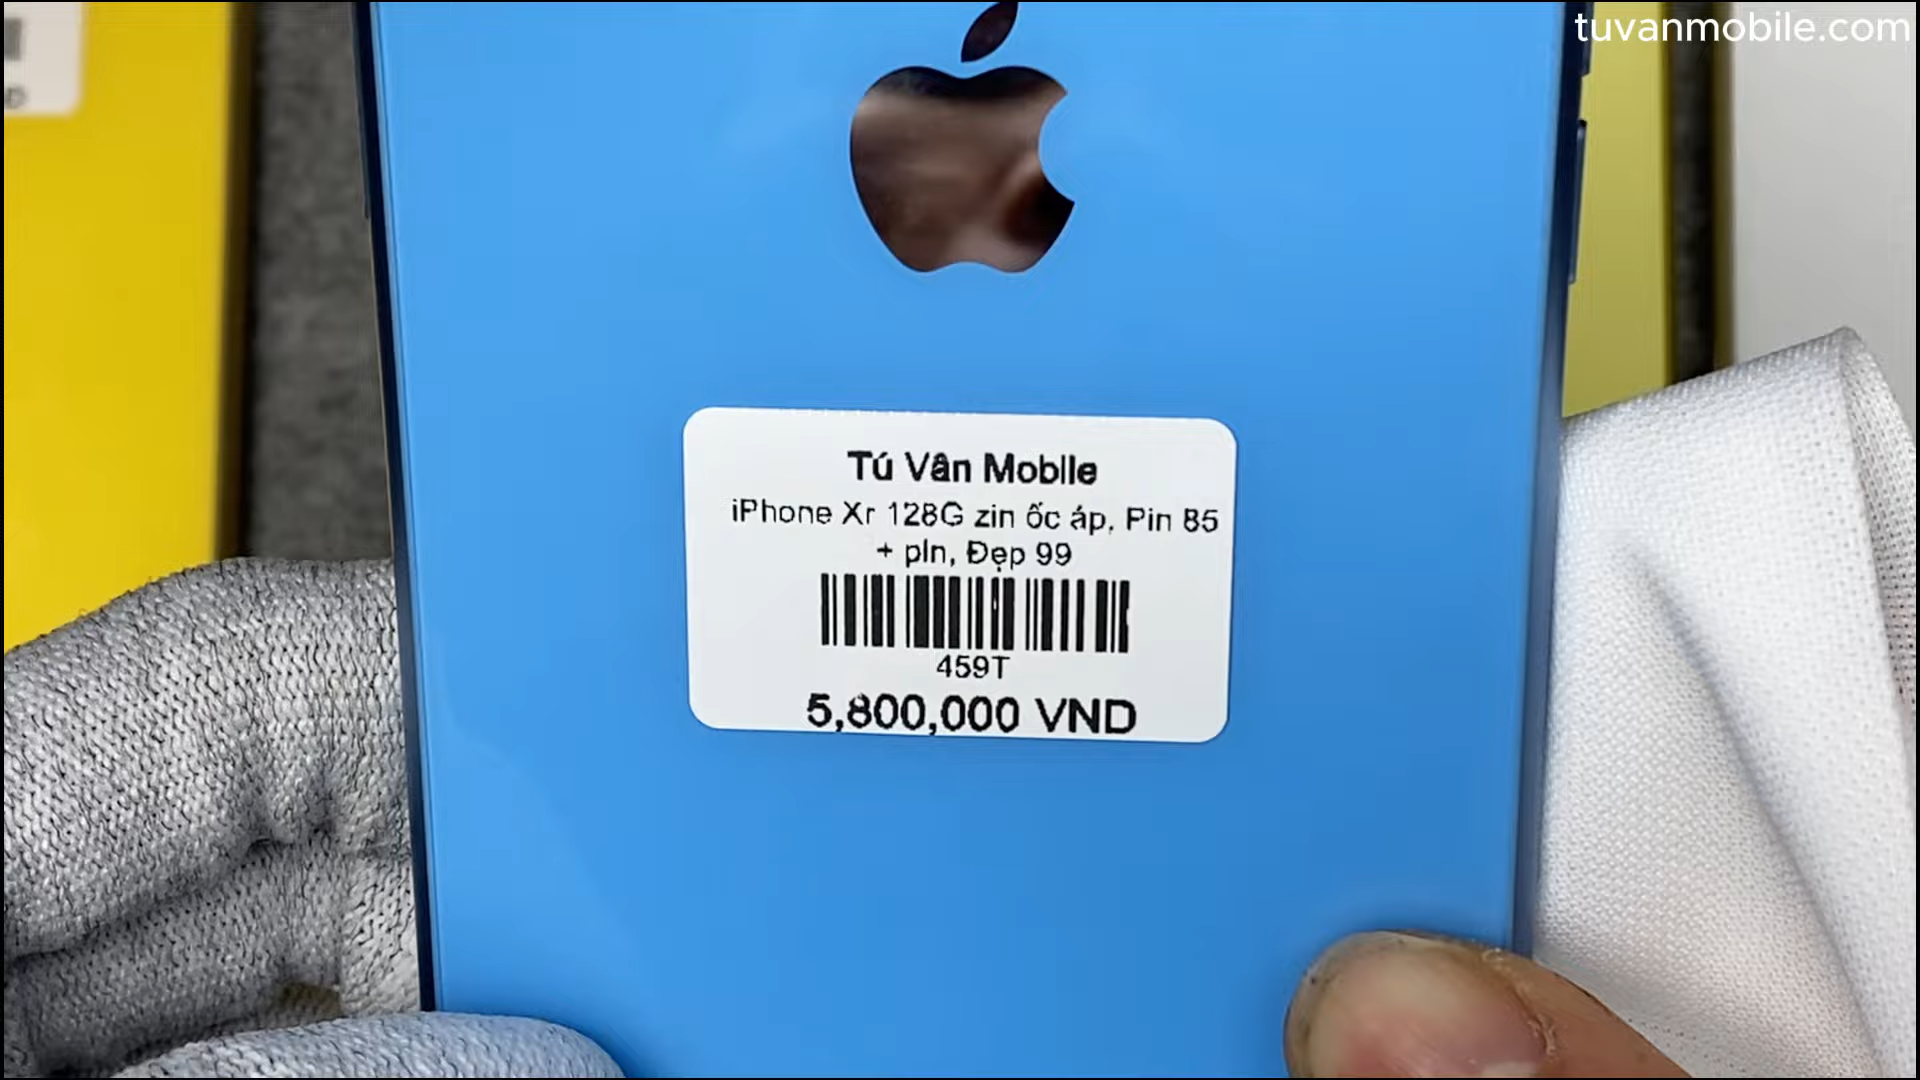 tuvanmobile.com
Tú Vân Mobile
iPhone Xr 128G zin ốc áp, Pin 85
+ pin, Đẹp 99
459T
5,800,000 VND